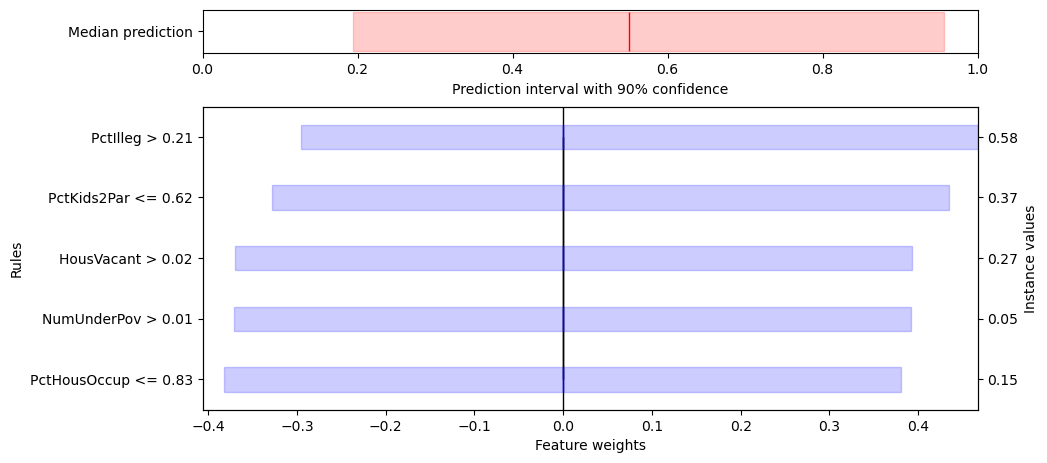 Median prediction
0.0 0.2 0.4 0.6 0.8 1.0
Prediction interval with 90% confidence
PctIlleg > 0.21 0.58
PctKids2Par <= 0.62 0.37
HousVacant > 0.02 0.27
NumUnderPov > 0.01 0.05
PctHousOccup <= 0.83 0.15
Rules
Instance values
−0.4 −0.3 −0.2 −0.1 0.0 0.1 0.2 0.3 0.4
Feature weights